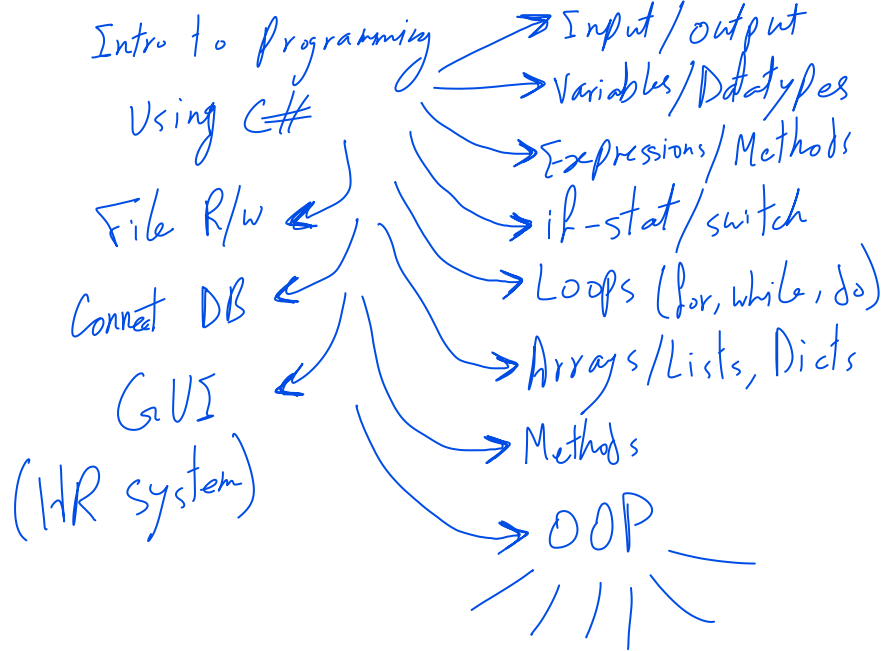 Intro to Programming
Using C#
File R/W
Connect DB
GUI
(HR system)
Input/output
Variables/Datatypes
Expressions/Methods
if-stat/switch
Loops (for, while, do)
Arrays/Lists, Dicts
Methods
OOP